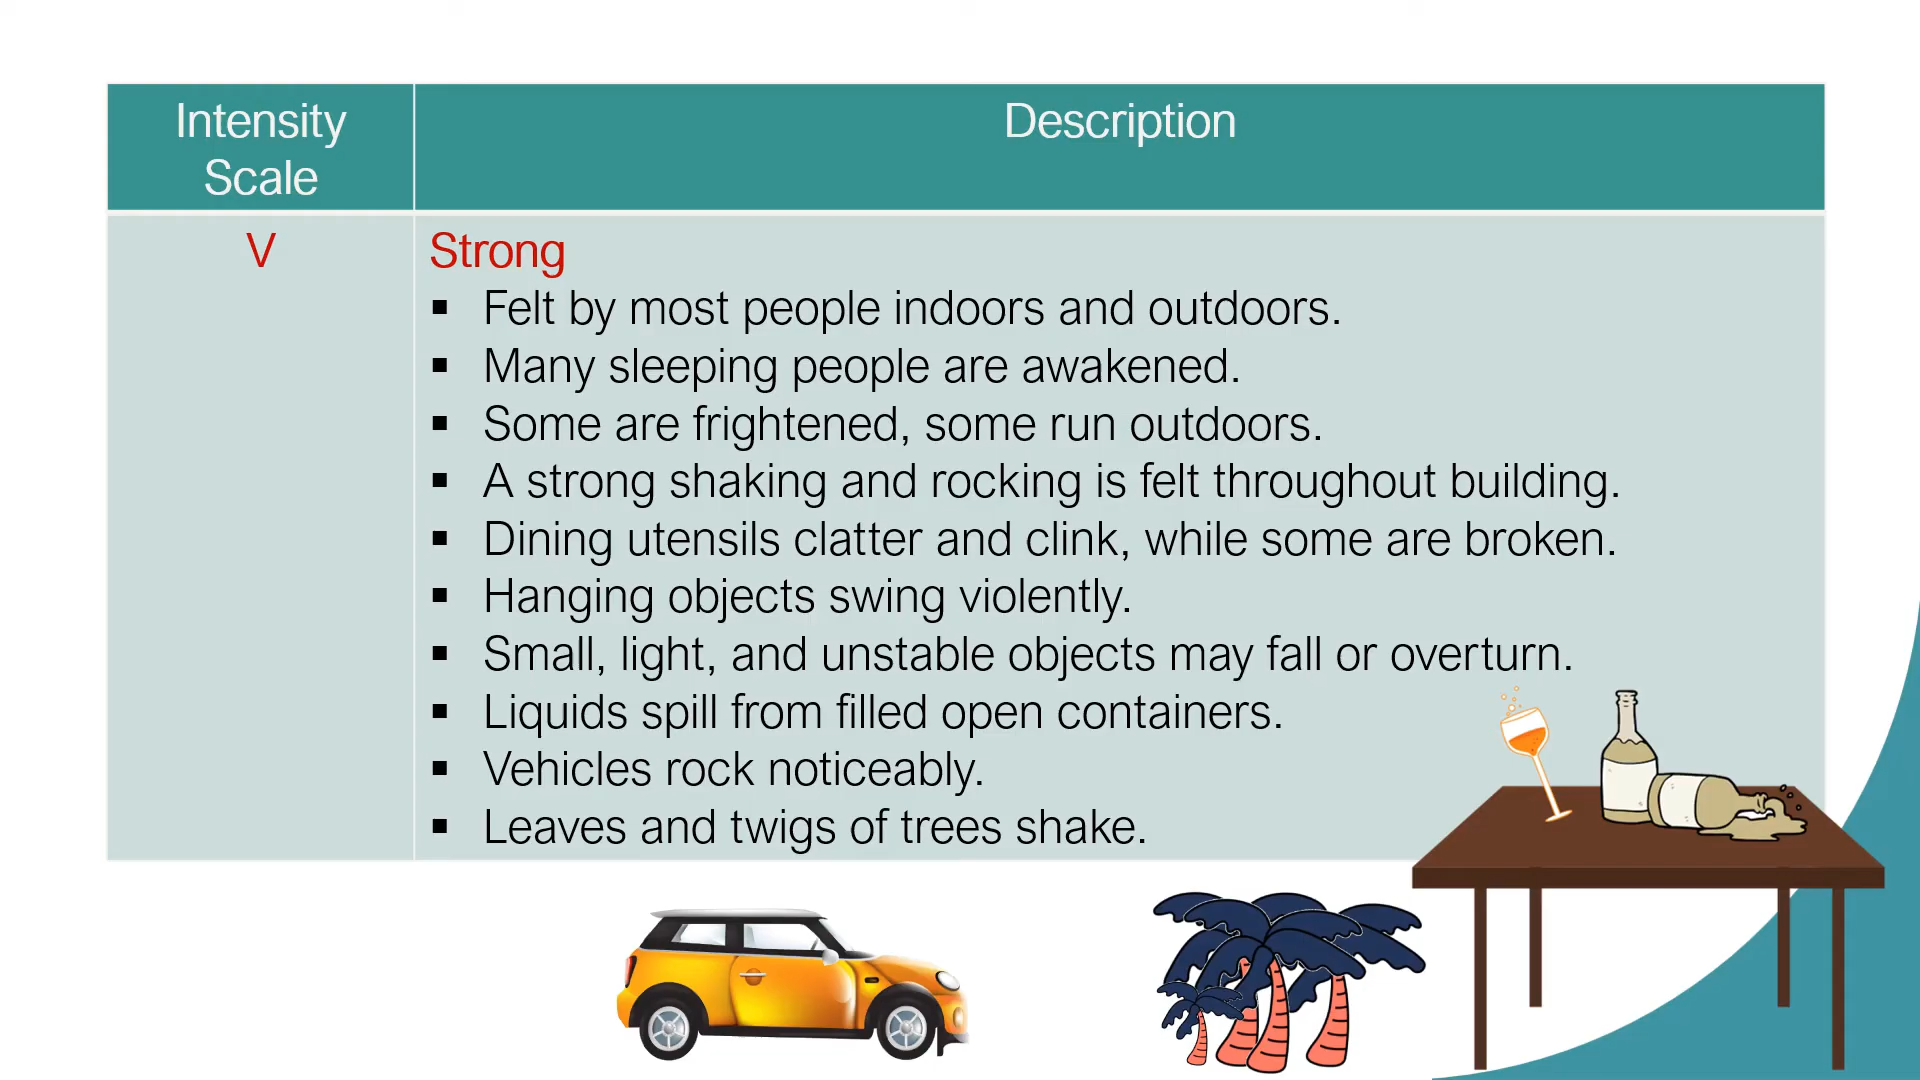 Intensity
Scale
Description
V
Strong
▪ Felt by most people indoors and outdoors.
▪ Many sleeping people are awakened.
▪ Some are frightened, some run outdoors.
▪ A strong shaking and rocking is felt throughout building.
▪ Dining utensils clatter and clink, while some are broken.
▪ Hanging objects swing violently.
▪ Small, light, and unstable objects may fall or overturn.
▪ Liquids spill from filled open containers.
▪ Vehicles rock noticeably.
▪ Leaves and twigs of trees shake.